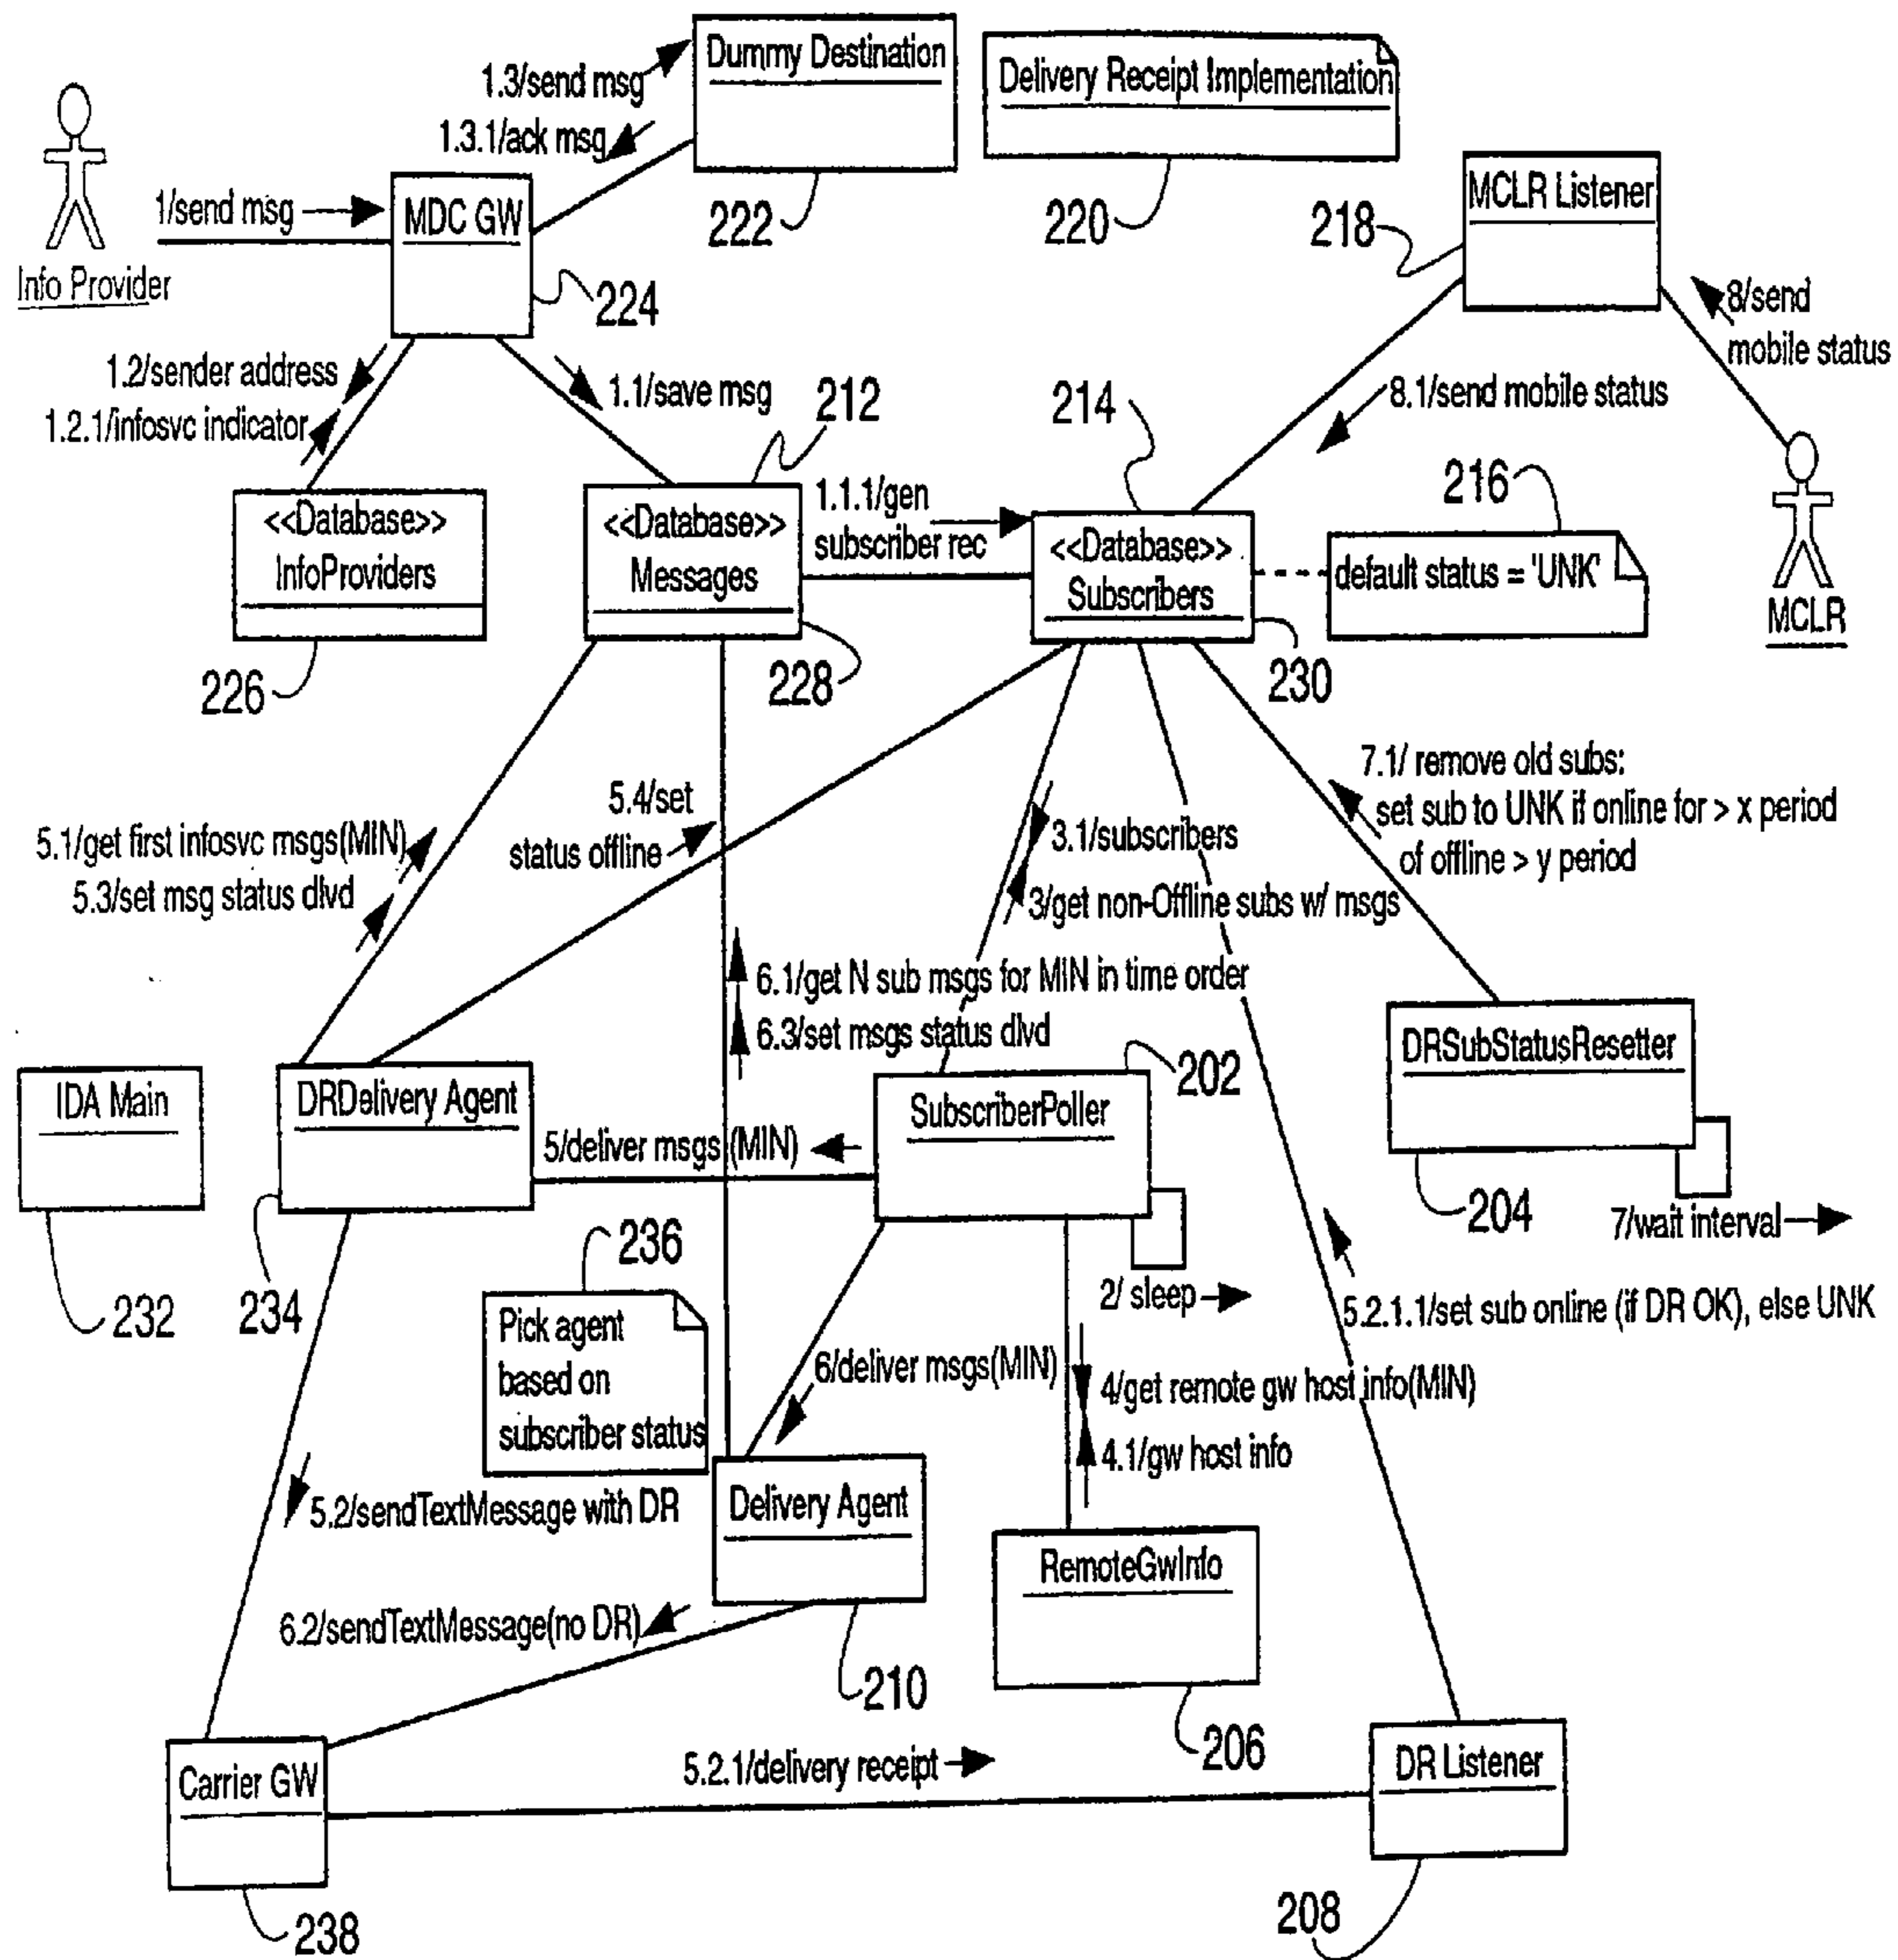 Dummy Destination
Delivery Receipt Implementation
1.3/send msg
1.3.1/ack msg
222
220
MCLR Listener
218
1/send msg
MDC GW
Info Provider
224
8/send
mobile status
1.2/sender address
1.2.1/infosvc indicator
1.1/save msg
212
214
8.1/send mobile status
216
<<Database>>
InfoProviders
<<Database>>
Messages
1.1.1/gen
subscriber rec
<<Database>>
Subscribers
default status = 'UNK'
MCLR
226
228
230
5.1/get first infosvc msgs(MIN)
5.3/set msg status dlvd
5.4/set
status offline
3.1/subscribers
3/get non-Offline subs w/ msgs
7.1/ remove old subs:
set sub to UNK if online for > x period
of offline > y period
6.1/get N sub msgs for MIN in time order
6.3/set msgs status dlvd
IDA Main
DRDelivery Agent
SubscriberPoller
202
DRSubStatusResetter
5/deliver msgs (MIN)
232
234
236
204
7/wait interval
2/ sleep
5.2.1.1/set sub online (if DR OK), else UNK
Pick agent
based on
subscriber status
6/deliver msgs(MIN)
4/get remote gw host info(MIN)
4.1/gw host info
5.2/sendTextMessage with DR
Delivery Agent
RemoteGwInfo
6.2/sendTextMessage(no DR)
210
206
Carrier GW
5.2.1/delivery receipt
DR Listener
238
208